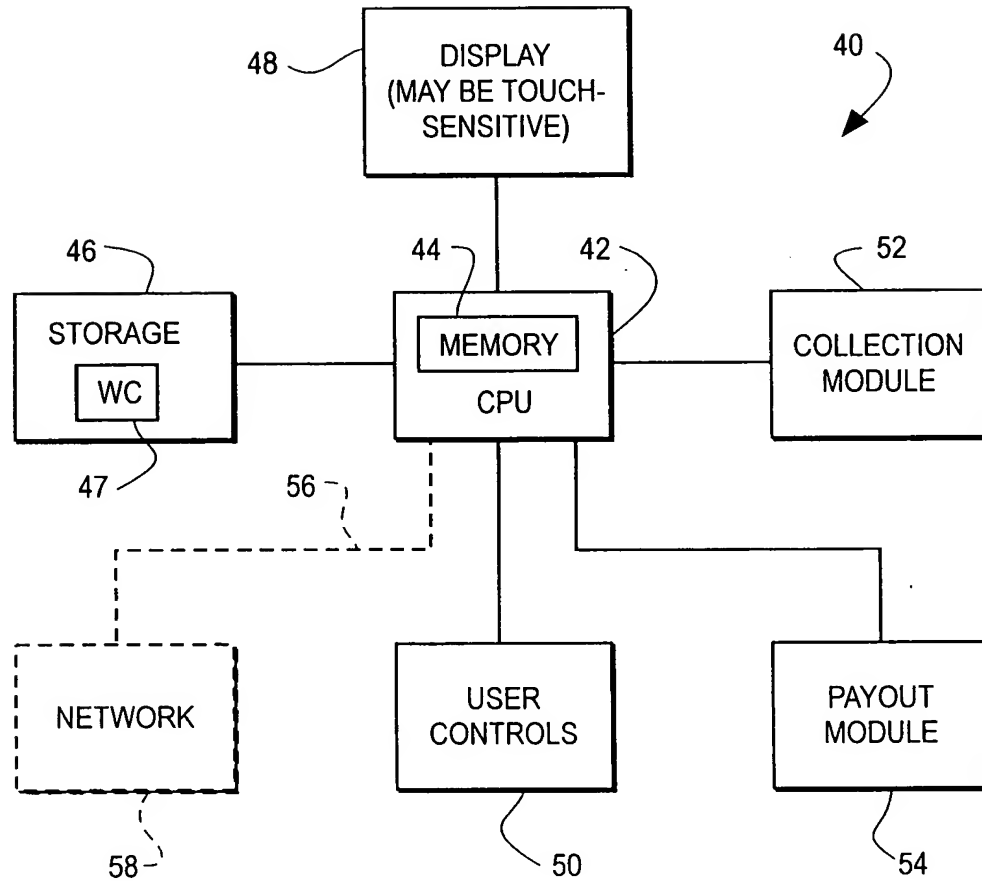 48
DISPLAY
(MAY BE TOUCH-
SENSITIVE)
40
46
44
42
52
STORAGE
WC
47
MEMORY
CPU
COLLECTION
MODULE
56
NETWORK
58
USER
CONTROLS
50
PAYOUT
MODULE
54